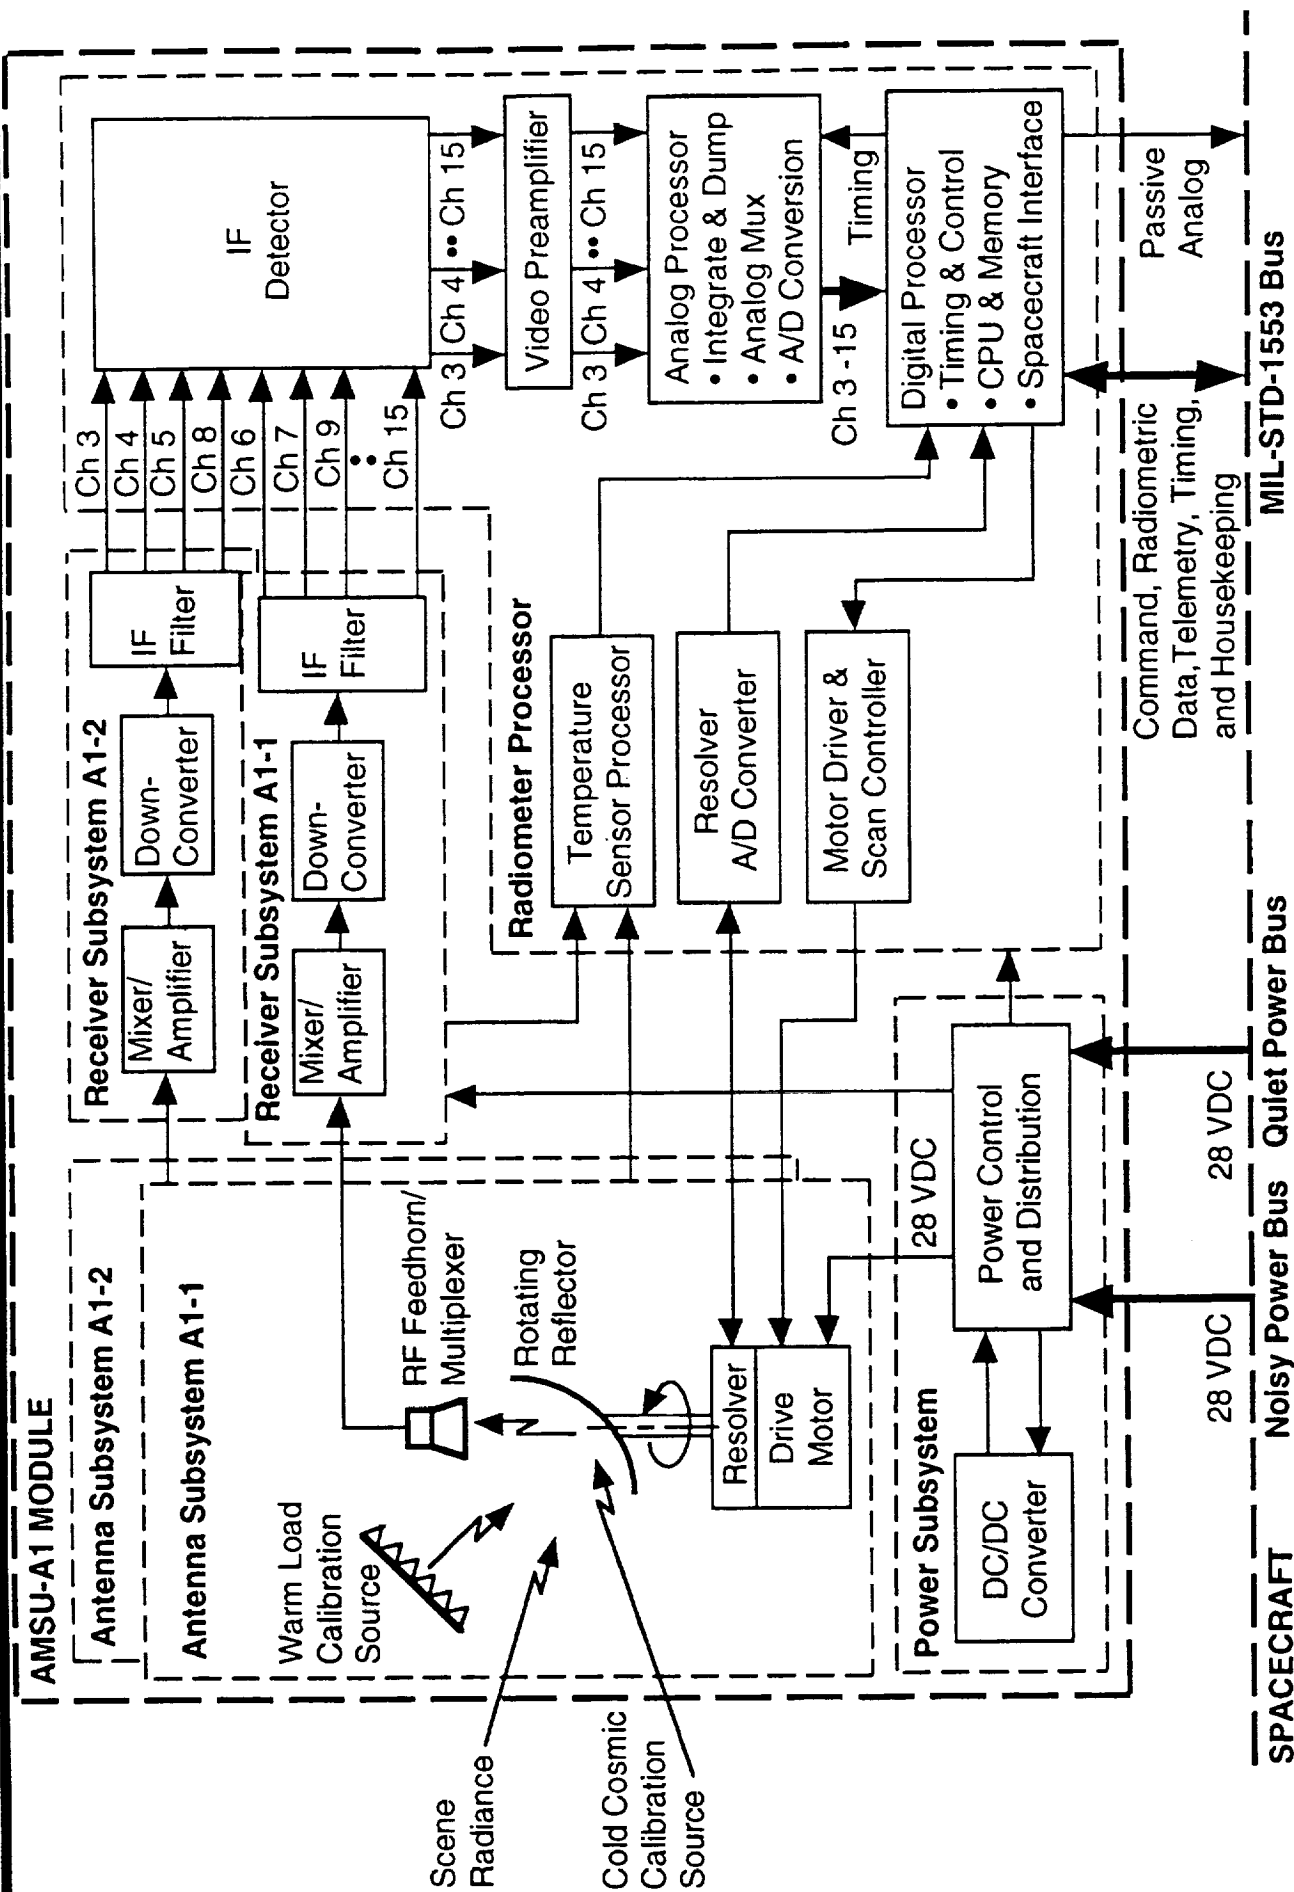 AMSU-A1 MODULE
Antenna Subsystem A1-2
Antenna Subsystem A1-1
Warm Load
Calibration
Source
Scene
Radiance
Cold Cosmic
Calibration
Source
RF Feedhorn/
Multiplexer
Rotating
Reflector
Resolver
Drive
Motor
Receiver Subsystem A1-2
Mixer/
Amplifier
Down-
Converter
IF
Filter
Receiver Subsystem A1-1
Mixer/
Amplifier
Down-
Converter
IF
Filter
Ch 3
Ch 4
Ch 5
Ch 8
Ch 6
Ch 7
Ch 9
••
Ch 15
IF
Detector
Ch 3
Ch 4
•• Ch 15
Video Preamplifier
Ch 3
Ch 4
•• Ch 15
Analog Processor
• Integrate & Dump
• Analog Mux
• A/D Conversion
Ch 3 -15
Timing
Digital Processor
• Timing & Control
• CPU & Memory
• Spacecraft Interface
Radiometer Processor
Temperature
Sensor Processor
Resolver
A/D Converter
Motor Driver &
Scan Controller
Power Subsystem
DC/DC
Converter
28 VDC
Power Control
and Distribution
28 VDC
28 VDC
Command, Radiometric
Data,Telemetry, Timing,
and Housekeeping
Passive
Analog
SPACECRAFT
Noisy Power Bus
Quiet Power Bus
MIL-STD-1553 Bus